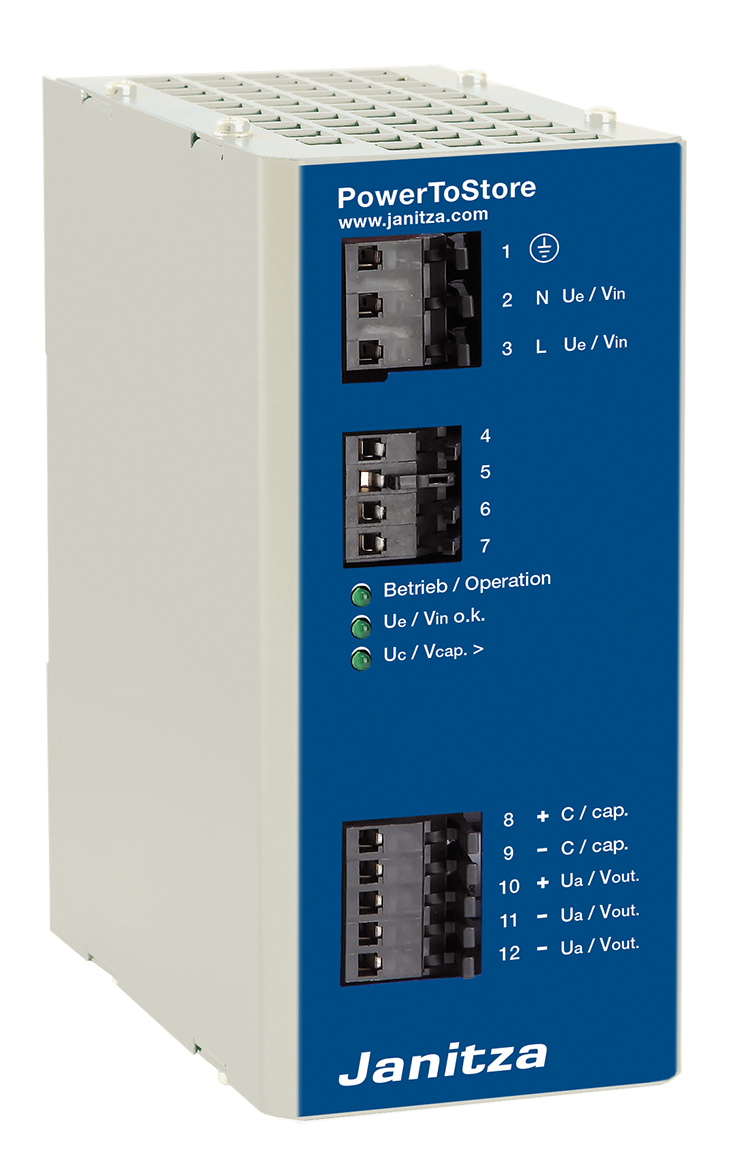 PowerToStore
www.janitza.com
1
2 N Ue / Vin
3 L Ue / Vin
4
5
6
7
Betrieb / Operation
Ue / Vin o.k.
Uc / Vcap. >
8 + C / cap.
9 - C / cap.
10 + Ua / Vout.
11 - Ua / Vout.
12 - Ua / Vout.
Janitza